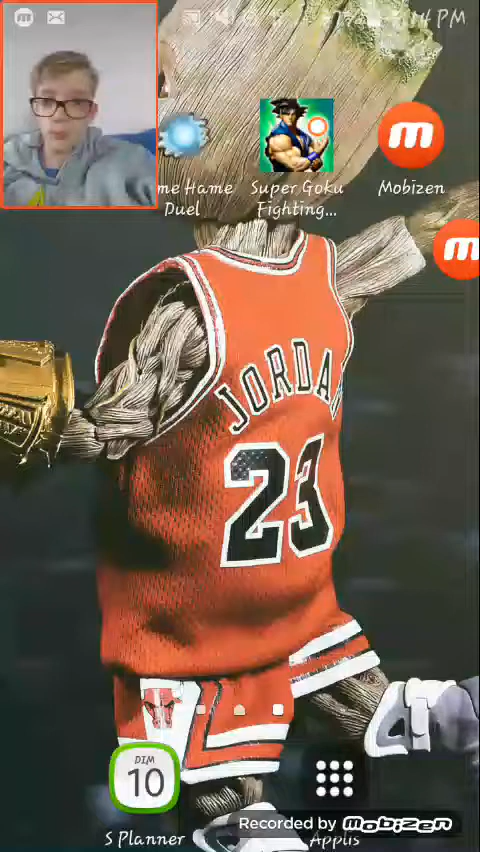 me Hame
Duel
Super Goku
Fighting...
Mobizen
JORDAN
23
DIM
10
S Planner
Applis
Recorded by mobizen